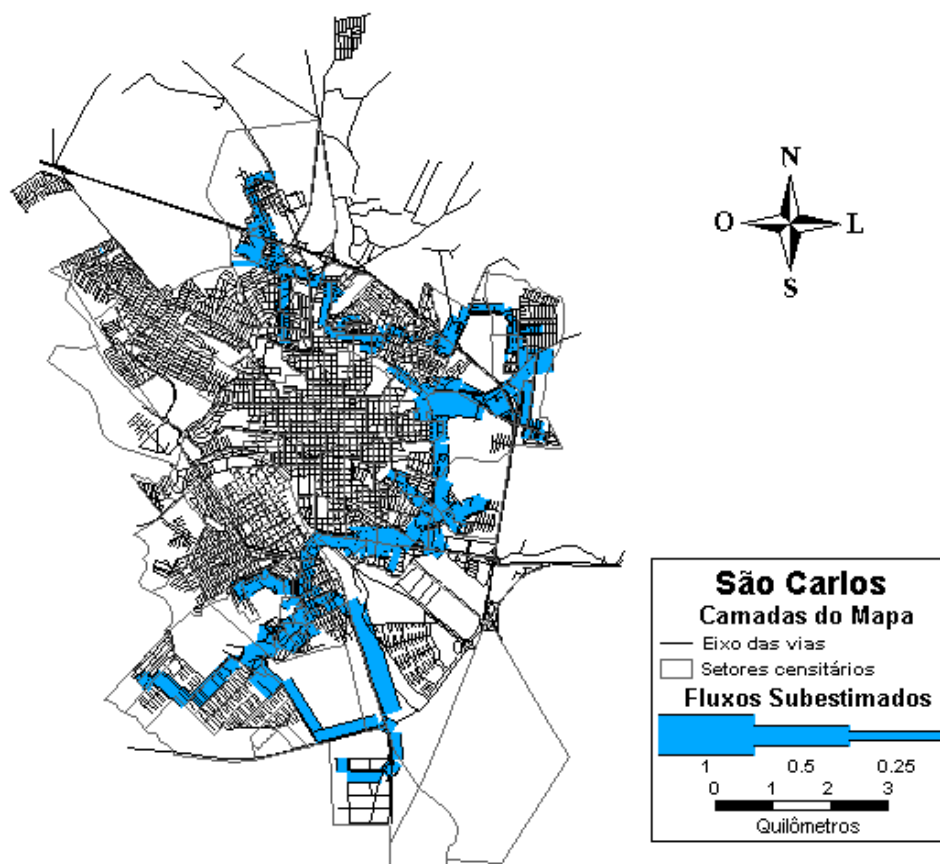 N
O L
S
São Carlos
Camadas do Mapa
Eixo das vias
Setores censitários
Fluxos Subestimados
1 0.5 0.25
0 1 2 3
Quilômetros